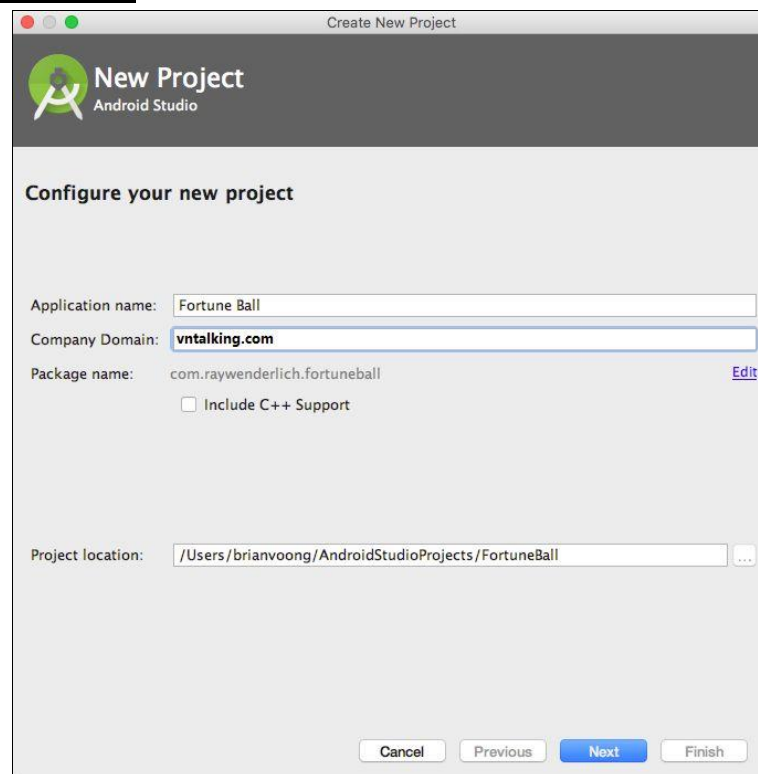 Create New Project
New Project
Android Studio
Configure your new project
Application name: Fortune Ball
Company Domain: vntalking.com
Package name: com.raywenderlich.fortuneball Edit
Include C++ Support
Project location: /Users/brianvoong/AndroidStudioProjects/FortuneBall ...
Cancel Previous Next Finish